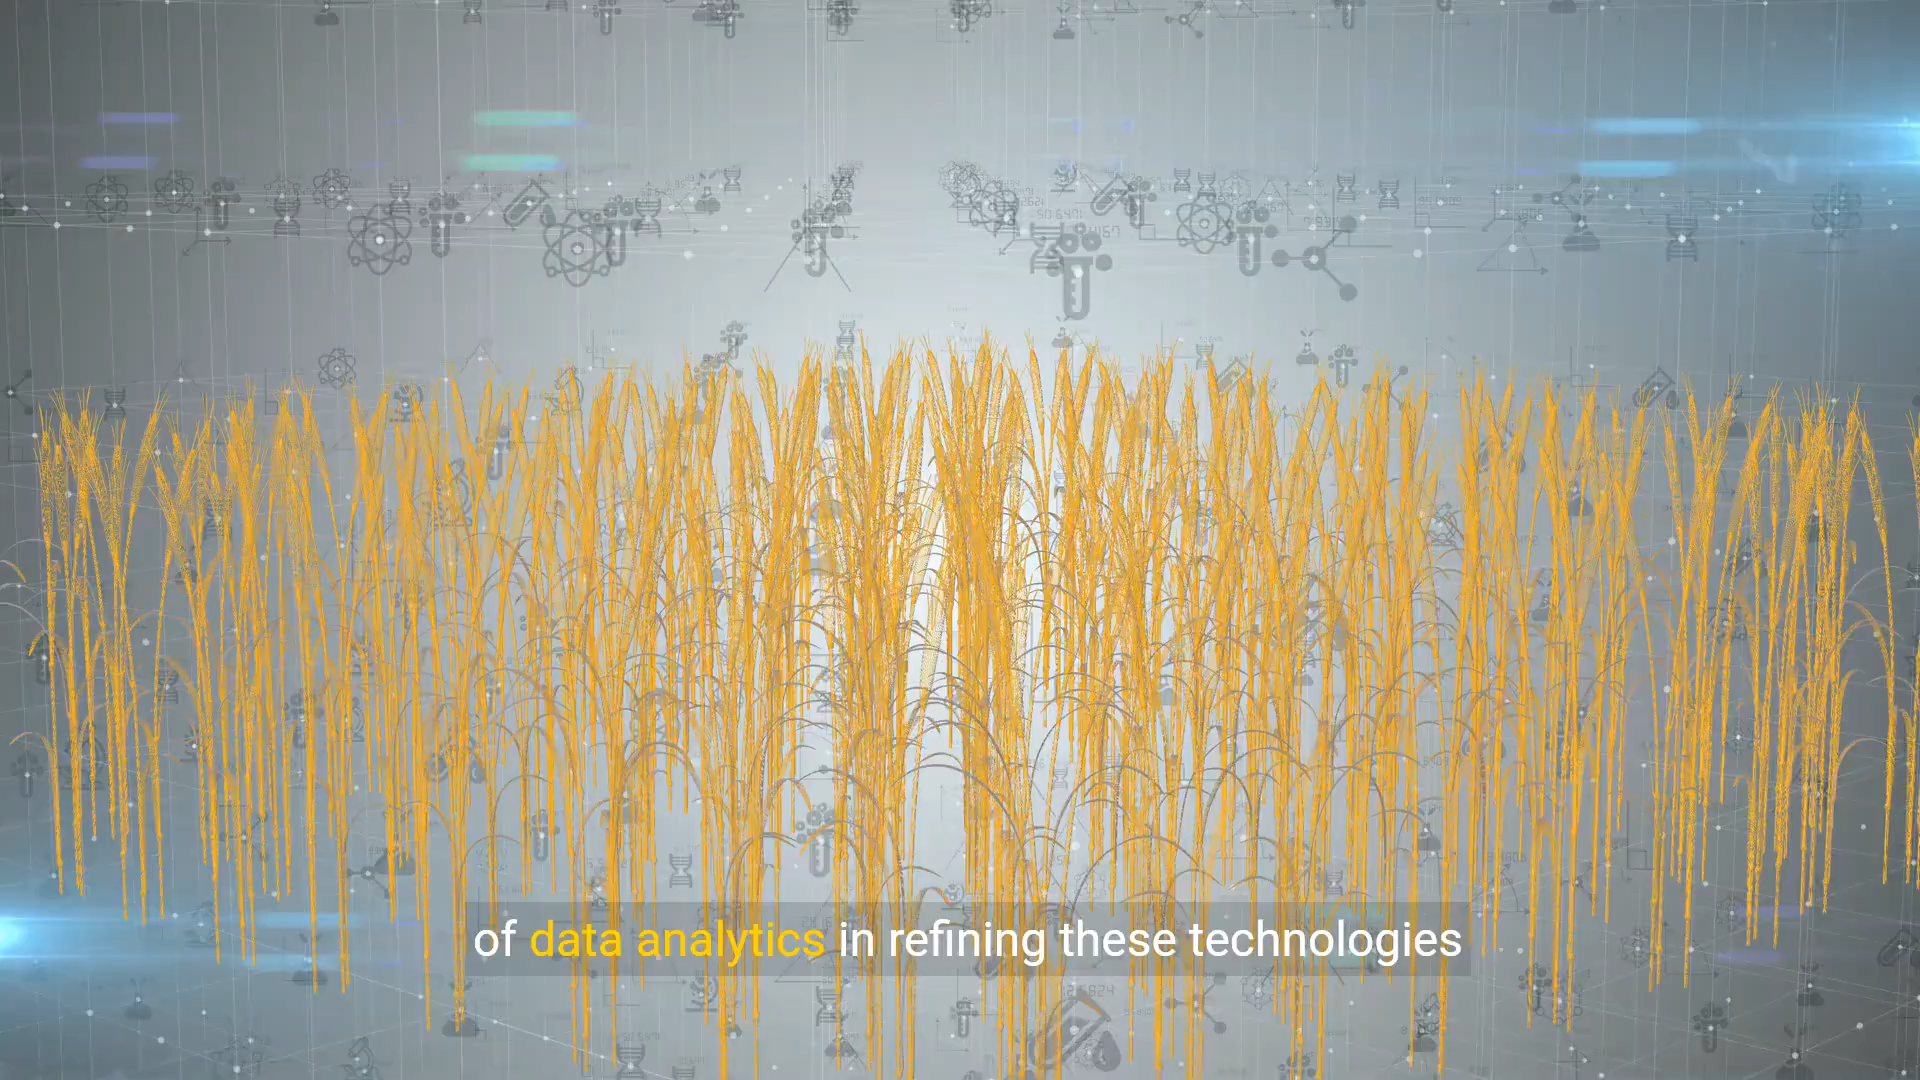 of data analytics in refining these technologies